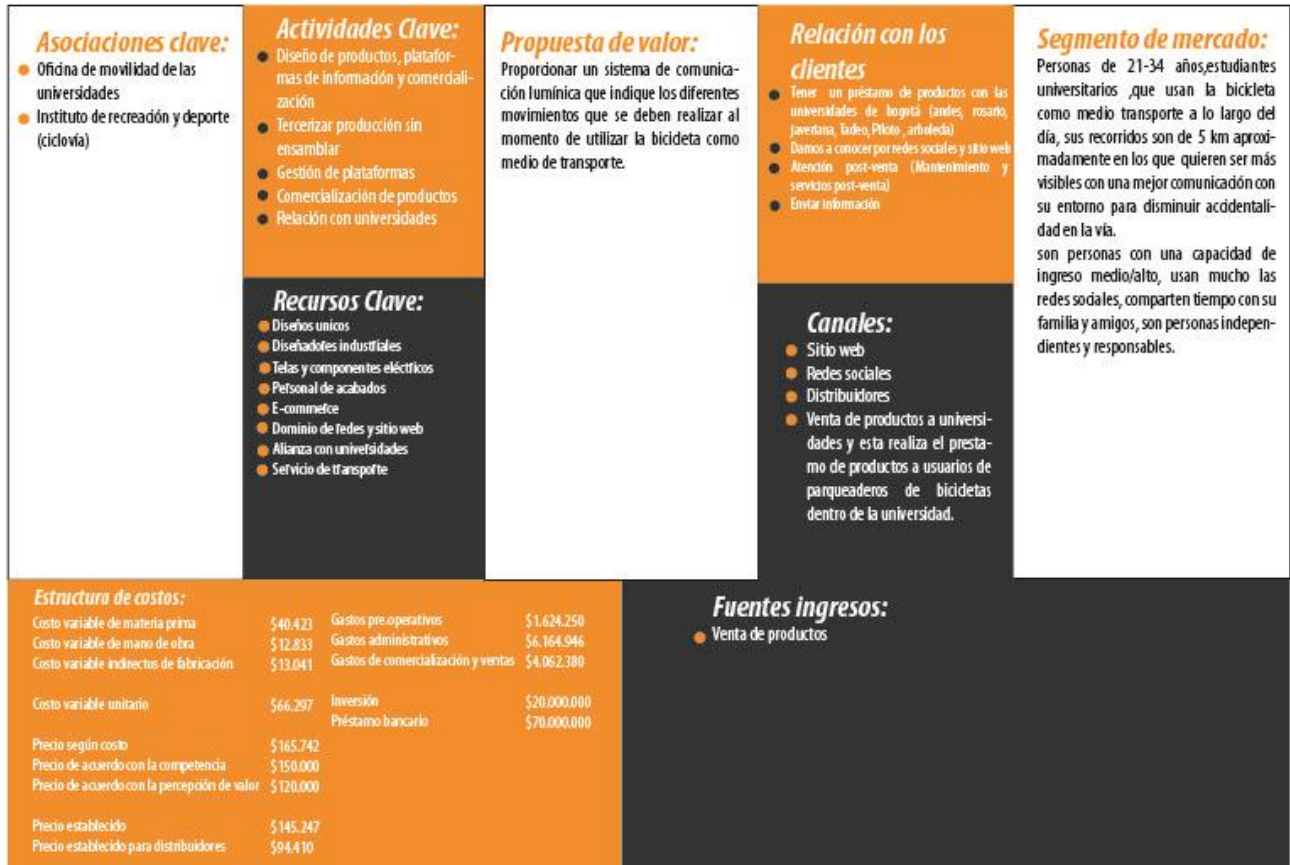 Asociaciones clave:
Oficina de movilidad de las
universidades
Instituto de recreación y deporte
(ciclovía)
Actividades Clave:
Diseño de productos, platafor-
mas de información y comerciali-
zación
Tercerizar producción sin
ensamblar
Gestión de plataformas
Comercialización de productos
Relación con universidades
Recursos Clave:
Diseños unicos
Diseñadores industriales
Telas y componentes eléctricos
Personal de acabados
E-commerce
Dominio de redes y sitio web
Alianza con universidades
Servicio de transporte
Propuesta de valor:
Proporcionar un sistema de comunica-
ción lumínica que indique los diferentes
movimientos que se deben realizar al
momento de utilizar la bicicleta como
medio de transporte.
Relación con los
clientes
Tener un préstamo de productos con las
universidades de bogotá (andes, rosario,
Javeriana, Tadeo, Piloto , arboleda)
Damos a conocer por redes sociales y sitio web
Atención post-venta (Mantenimiento y
servicios post-venta)
Enviar información
Canales:
Sitio web
Redes sociales
Distribuidores
Venta de productos a universi-
dades y esta realiza el presta-
mo de productos a usuarios de
parqueaderos de bicicletas
dentro de la universidad.
Segmento de mercado:
Personas de 21-34 años,estudiantes
universitarios ,que usan la bicicleta
como medio transporte a lo largo del
día, sus recorridos son de 5 km aproxi-
madamente en los que quieren ser más
visibles con una mejor comunicación con
su entorno para disminuir accidentali-
dad en la vía.
son personas con una capacidad de
ingreso medio/alto, usan mucho las
redes sociales, comparten tiempo con su
familia y amigos, son personas indepen-
dientes y responsables.
Estructura de costos:
Costo variable de materia prima $40.423
Costo variable de mano de obra $12.833
Costo variable indirectos de fabricación $13.041
Costo variable unitario $66.297
Precio según costo $165.742
Precio de acuerdo con la competencia $150.000
Precio de acuerdo con la percepción de valor $120.000
Precio establecido $145.247
Precio establecido para distribuidores $94.410
Gastos pre.operativos $1.624.250
Gastos administrativos $6.164.946
Gastos de comercialización y ventas $4.062.380
Inversión $20.000.000
Préstamo bancario $70.000.000
Fuentes ingresos:
Venta de productos